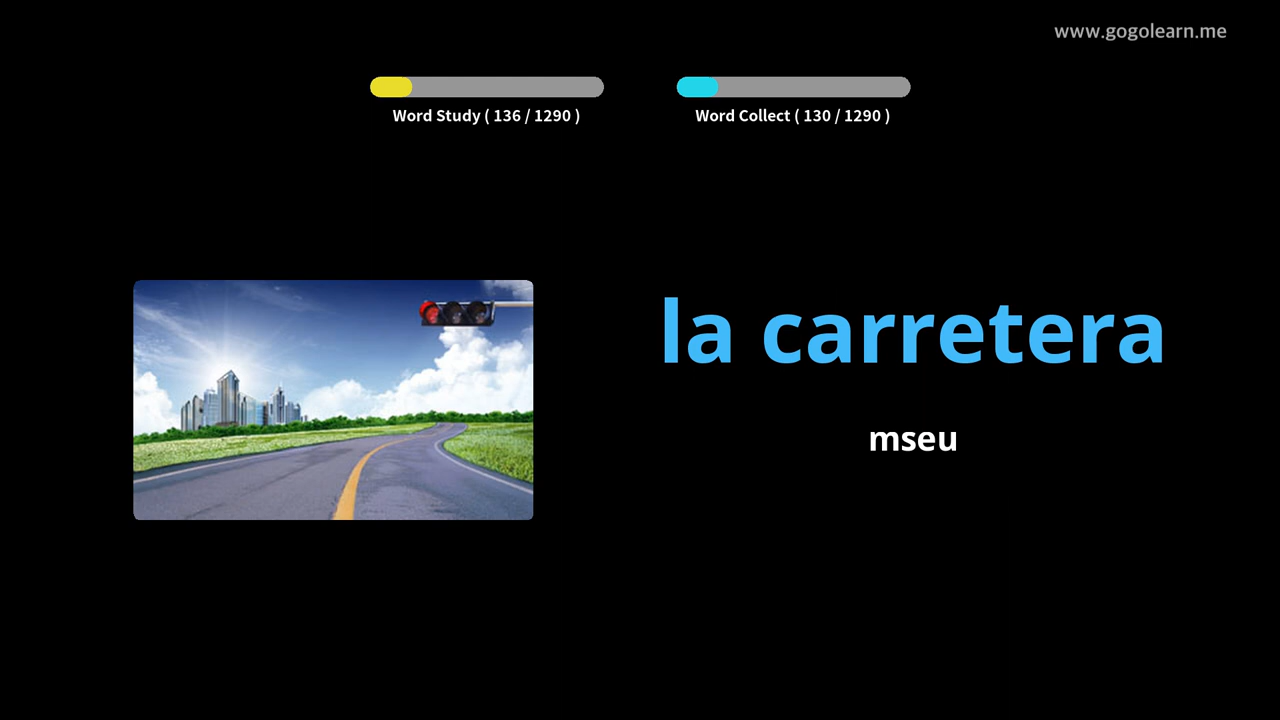 www.gogolearn.me
Word Study ( 136 / 1290 )
Word Collect ( 130 / 1290 )
la carretera
mseu